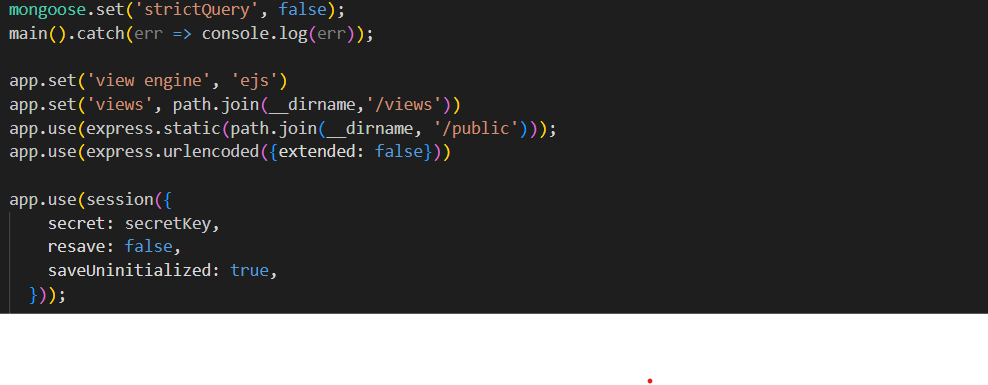 mongoose.set('strictQuery', false);
main().catch(err => console.log(err));
app.set('view engine', 'ejs')
app.set('views', path.join(__dirname,'/views'))
app.use(express.static(path.join(__dirname, '/public')));
app.use(express.urlencoded({extended: false}))
app.use(session({
    secret: secretKey,
    resave: false,
    saveUninitialized: true,
  }));